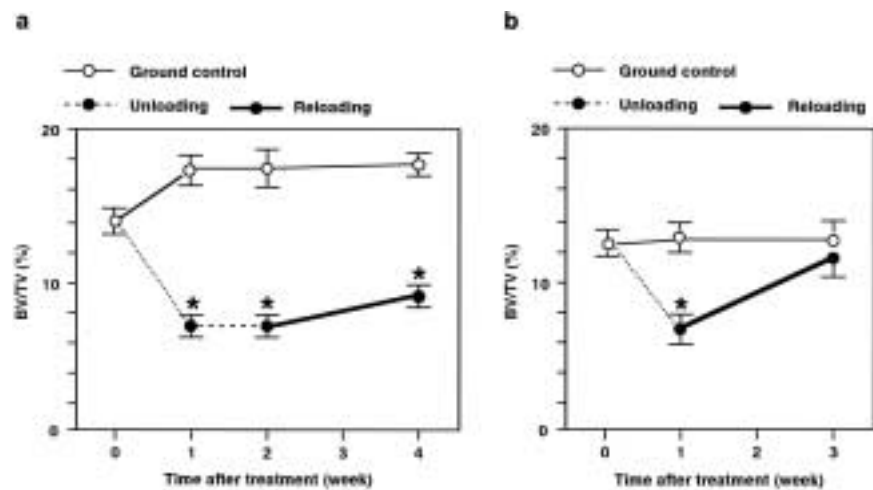 a
Ground control
Unloading Reloading
20
10
0
BV/TV (%)
* * *
0 1 2 3 4
Time after treatment (week)
b
Ground control
Unloading Reloading
20
10
0
BV/TV (%)
*
0 1 2 3
Time after treatment (week)